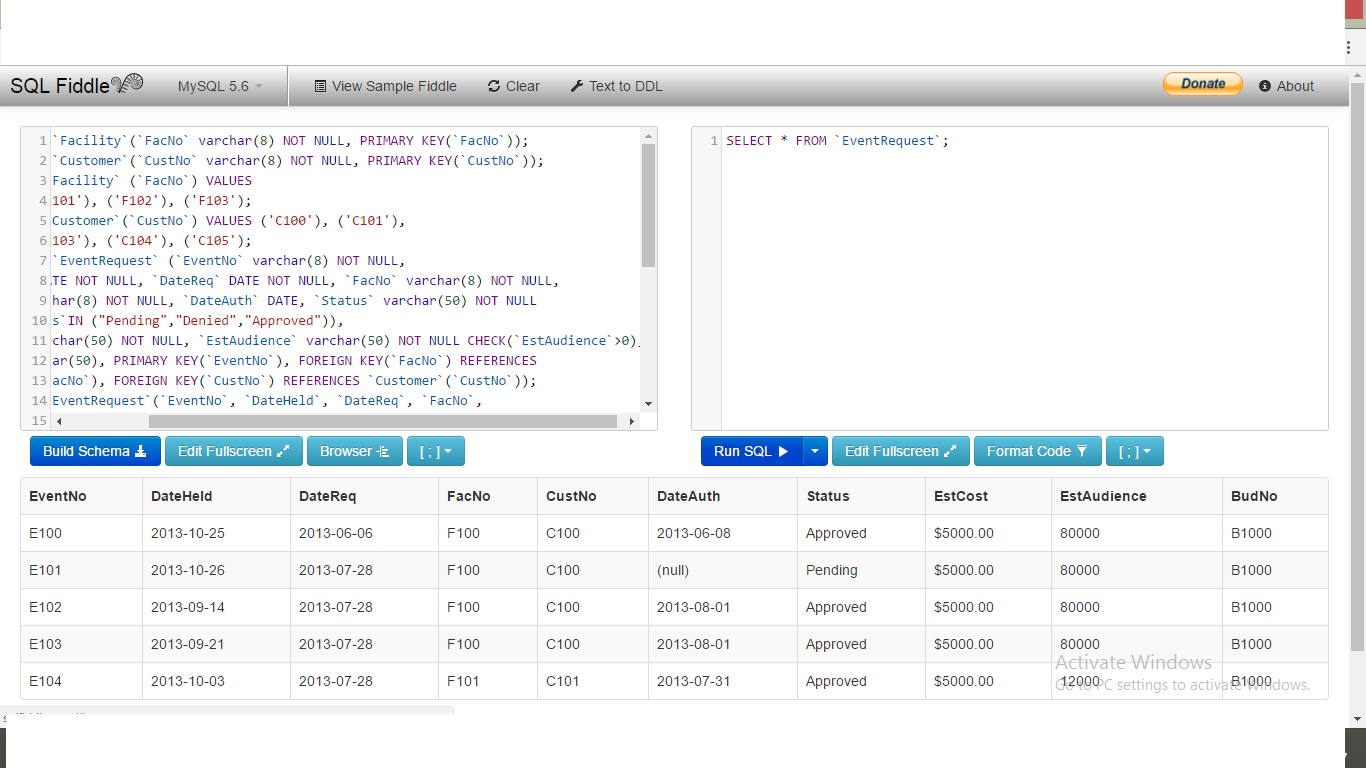 SQL Fiddle MySQL 5.6 View Sample Fiddle Clear Text to DDL Donate About
1 `Facility`(`FacNo` varchar(8) NOT NULL, PRIMARY KEY(`FacNo`));
2 `Customer`(`CustNo` varchar(8) NOT NULL, PRIMARY KEY(`CustNo`));
3 Facility` (`FacNo`) VALUES
4 101'), ('F102'), ('F103');
5 Customer`(`CustNo`) VALUES ('C100'), ('C101'),
6 103'), ('C104'), ('C105');
7 `EventRequest` (`EventNo` varchar(8) NOT NULL,
8 TE NOT NULL, `DateReq` DATE NOT NULL, `FacNo` varchar(8) NOT NULL,
9 har(8) NOT NULL, `DateAuth` DATE, `Status` varchar(50) NOT NULL
10 s`IN ("Pending","Denied","Approved")),
11 char(50) NOT NULL, `EstAudience` varchar(50) NOT NULL CHECK(`EstAudience`>0),
12 ar(50), PRIMARY KEY(`EventNo`), FOREIGN KEY(`FacNo`) REFERENCES
13 acNo`), FOREIGN KEY(`CustNo`) REFERENCES `Customer`(`CustNo`));
14 EventRequest`(`EventNo`, `DateHeld`, `DateReq`, `FacNo`,
15
1 SELECT * FROM `EventRequest`;
Build Schema Edit Fullscreen Browser [ ; ] Run SQL Edit Fullscreen Format Code [ ; ]
EventNo DateHeld DateReq FacNo CustNo DateAuth Status EstCost EstAudience BudNo
E100 2013-10-25 2013-06-06 F100 C100 2013-06-08 Approved $5000.00 80000 B1000
E101 2013-10-26 2013-07-28 F100 C100 (null) Pending $5000.00 80000 B1000
E102 2013-09-14 2013-07-28 F100 C100 2013-08-01 Approved $5000.00 80000 B1000
E103 2013-09-21 2013-07-28 F100 C100 2013-08-01 Approved $5000.00 80000 B1000
E104 2013-10-03 2013-07-28 F101 C101 2013-07-31 Approved $5000.00 12000 B1000
Activate Windows
Go to PC settings to activate Windows.